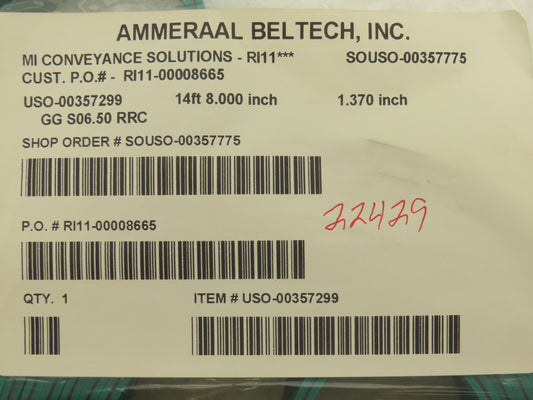 AMMERAAL BELTECH, INC.
MI CONVEYANCE SOLUTIONS - RI11*** SOUSO-00357775
CUST. P.O.# - RI11-00008665
USO-00357299 14ft 8.000 inch 1.370 inch
GG S06.50 RRC
SHOP ORDER # SOUSO-00357775
22429
P.O. # RI11-00008665
QTY. 1 ITEM # USO-00357299